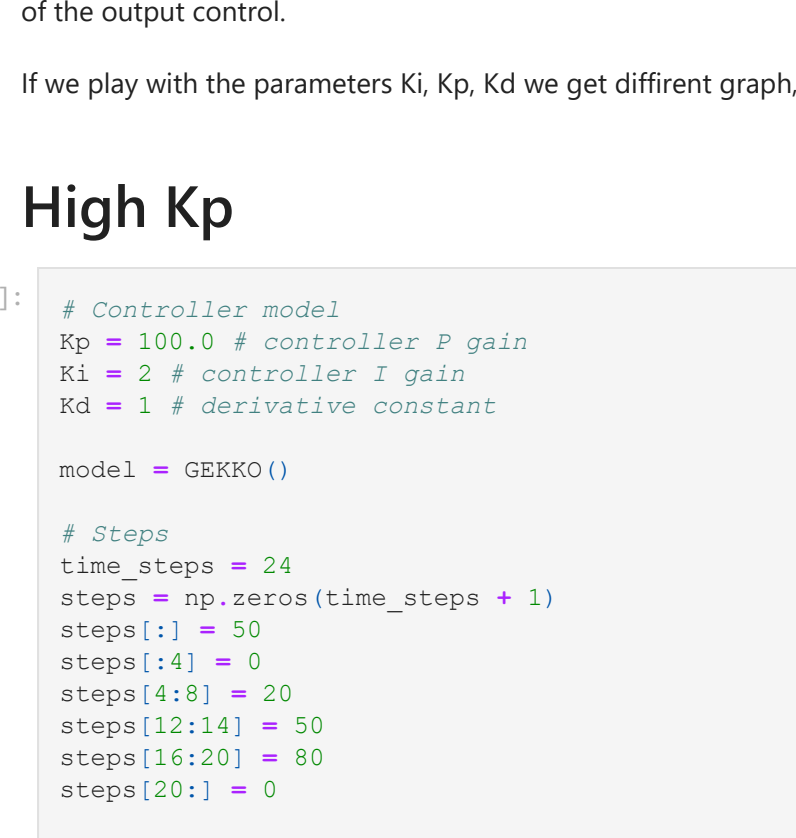 of the output control.
If we play with the parameters Ki, Kp, Kd we get diffirent graph,
High Kp
]:
# Controller model
Kp = 100.0 # controller P gain
Ki = 2 # controller I gain
Kd = 1 # derivative constant
model = GEKKO()
# Steps
time_steps = 24
steps = np.zeros(time_steps + 1)
steps[:] = 50
steps[:4] = 0
steps[4:8] = 20
steps[12:14] = 50
steps[16:20] = 80
steps[20:] = 0